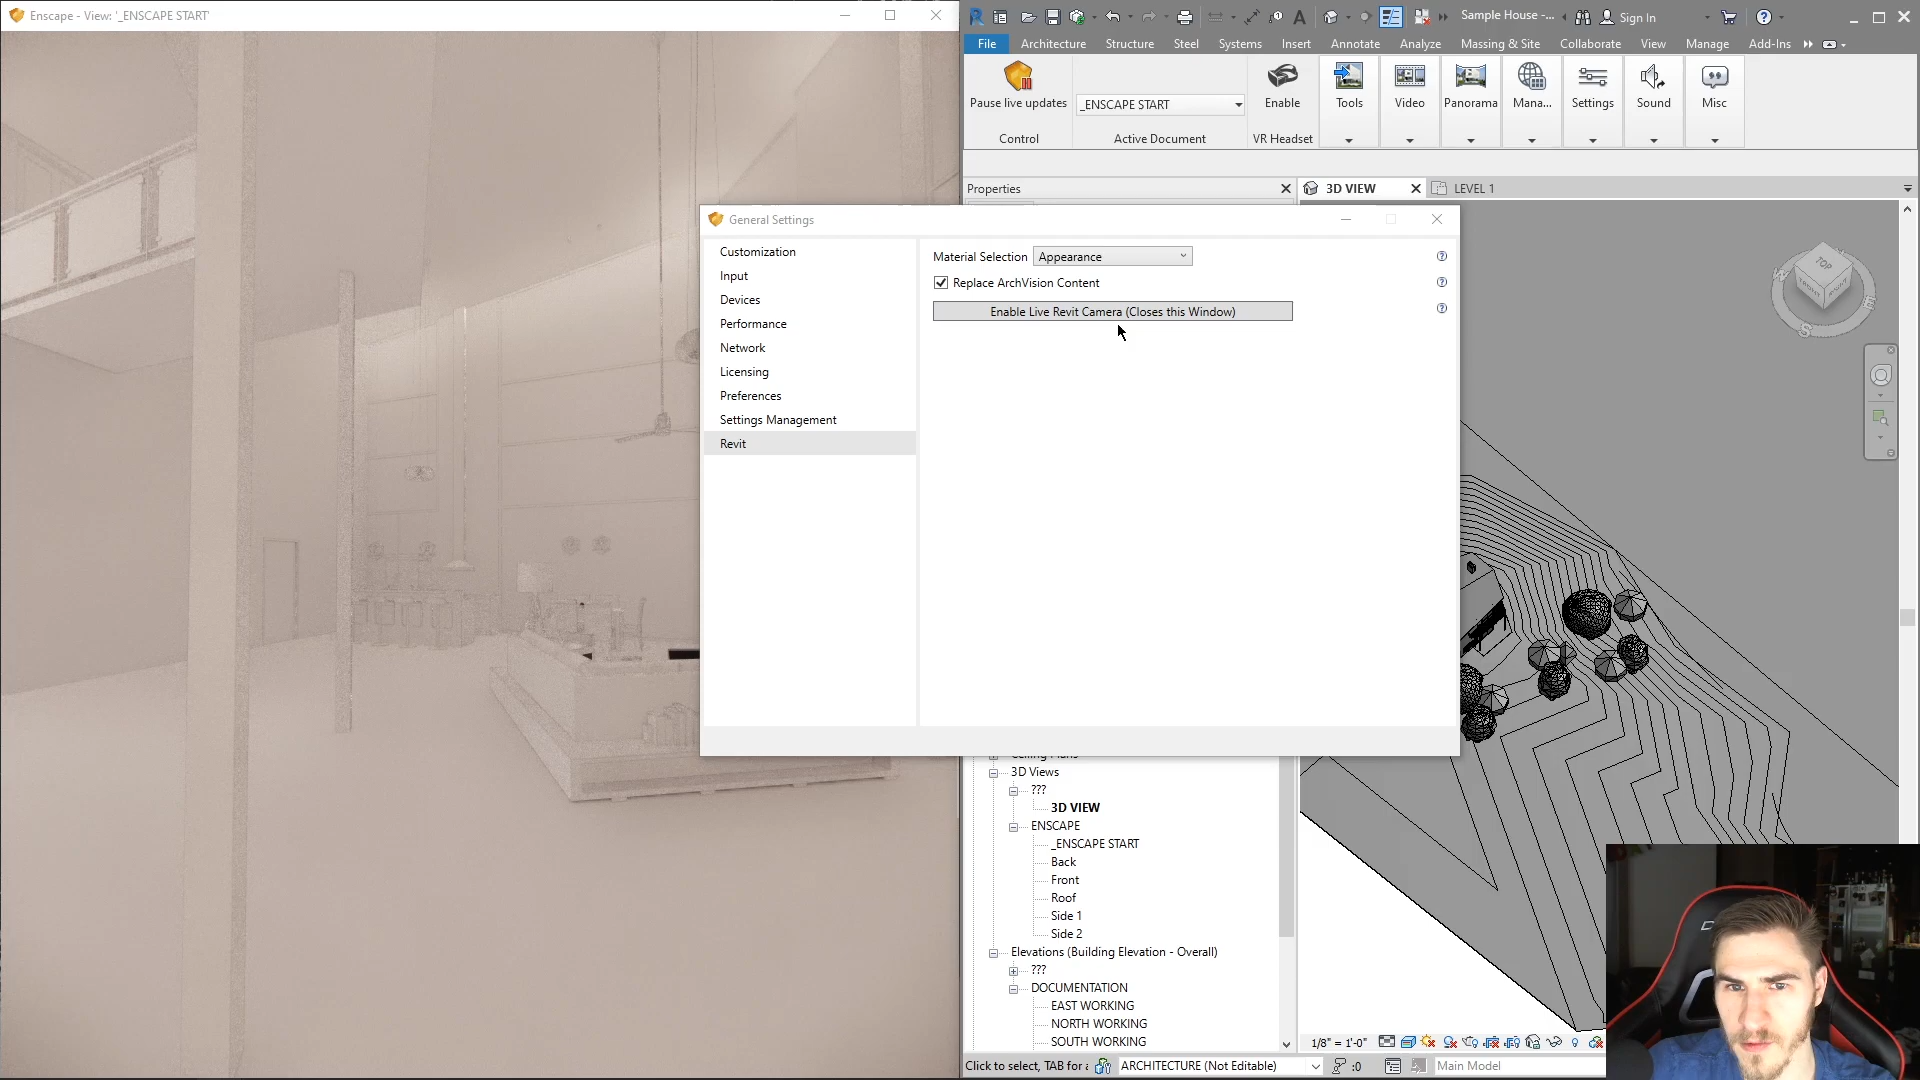 Enscape - View: '_ENSCAPE START'
Sample House -...
Sign In
File
Architecture
Structure
Steel
Systems
Insert
Annotate
Analyze
Massing & Site
Collaborate
View
Manage
Add-Ins
Pause live updates
_ENSCAPE START
Enable
Tools
Video
Panorama
Mana...
Settings
Sound
Misc
Control
Active Document
VR Headset
Properties
3D VIEW
LEVEL 1
General Settings
Customization
Input
Devices
Performance
Network
Licensing
Preferences
Settings Management
Revit
Material Selection
Appearance
Replace ArchVision Content
Enable Live Revit Camera (Closes this Window)
TOP
W
E
S
3D Views
???
3D VIEW
ENSCAPE
_ENSCAPE START
Back
Front
Roof
Side 1
Side 2
Elevations (Building Elevation - Overall)
???
DOCUMENTATION
EAST WORKING
NORTH WORKING
SOUTH WORKING
1/8" = 1'-0"
Click to select, TAB for a
ARCHITECTURE (Not Editable)
:0
Main Model